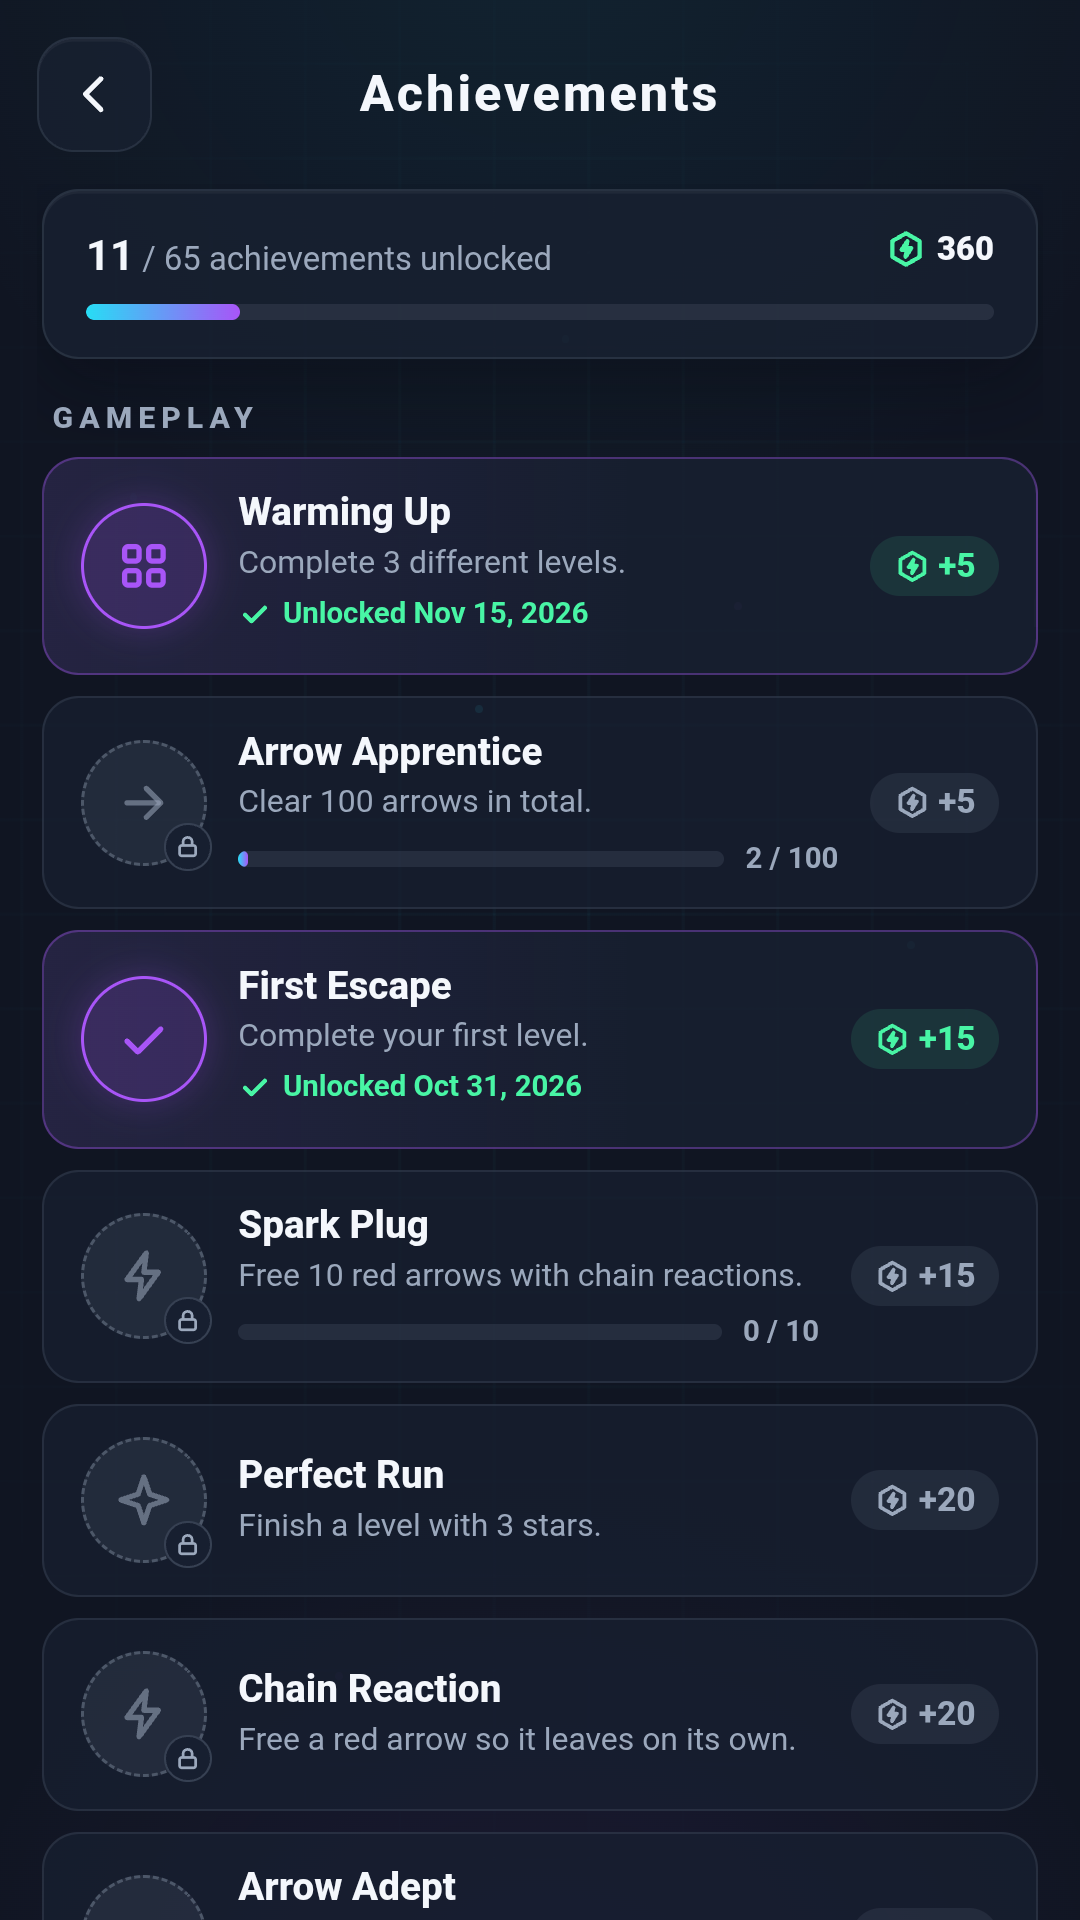 Achievements
11 / 65 achievements unlocked
360
GAMEPLAY
Warming Up
Complete 3 different levels.
Unlocked Nov 15, 2026
+5
Arrow Apprentice
Clear 100 arrows in total.
2 / 100
+5
First Escape
Complete your first level.
Unlocked Oct 31, 2026
+15
Spark Plug
Free 10 red arrows with chain reactions.
0 / 10
+15
Perfect Run
Finish a level with 3 stars.
+20
Chain Reaction
Free a red arrow so it leaves on its own.
+20
Arrow Adept